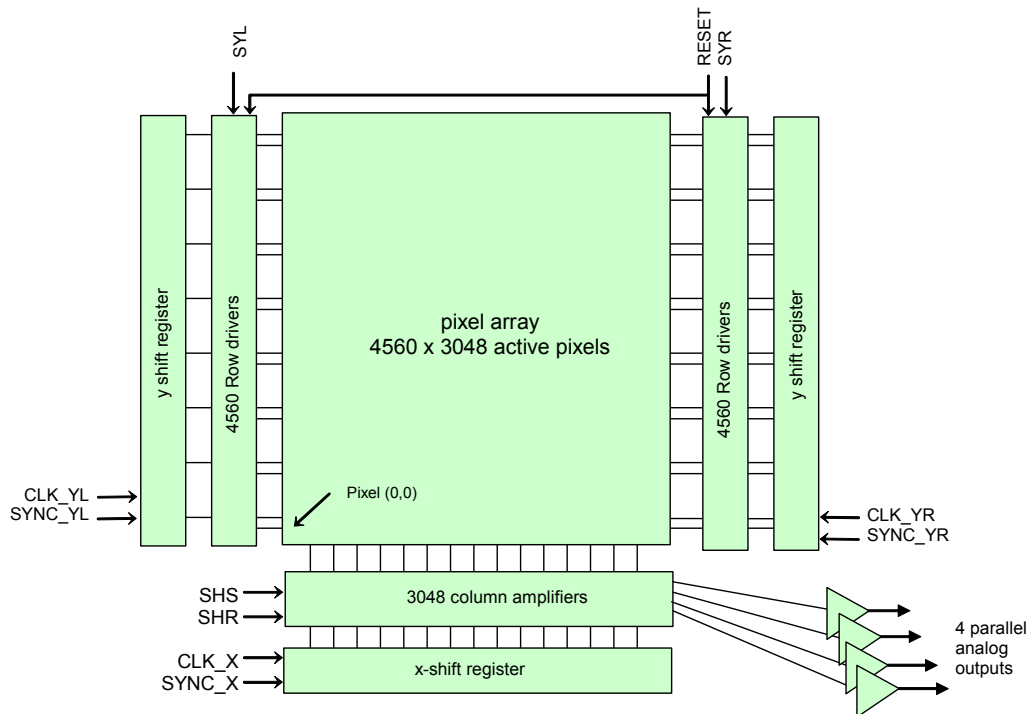 SYL
RESET
SYR
y shift register
4560 Row drivers
pixel array
4560 x 3048 active pixels
4560 Row drivers
y shift register
Pixel (0,0)
CLK_YL
SYNC_YL
CLK_YR
SYNC_YR
SHS
SHR
3048 column amplifiers
4 parallel
analog
outputs
CLK_X
SYNC_X
x-shift register